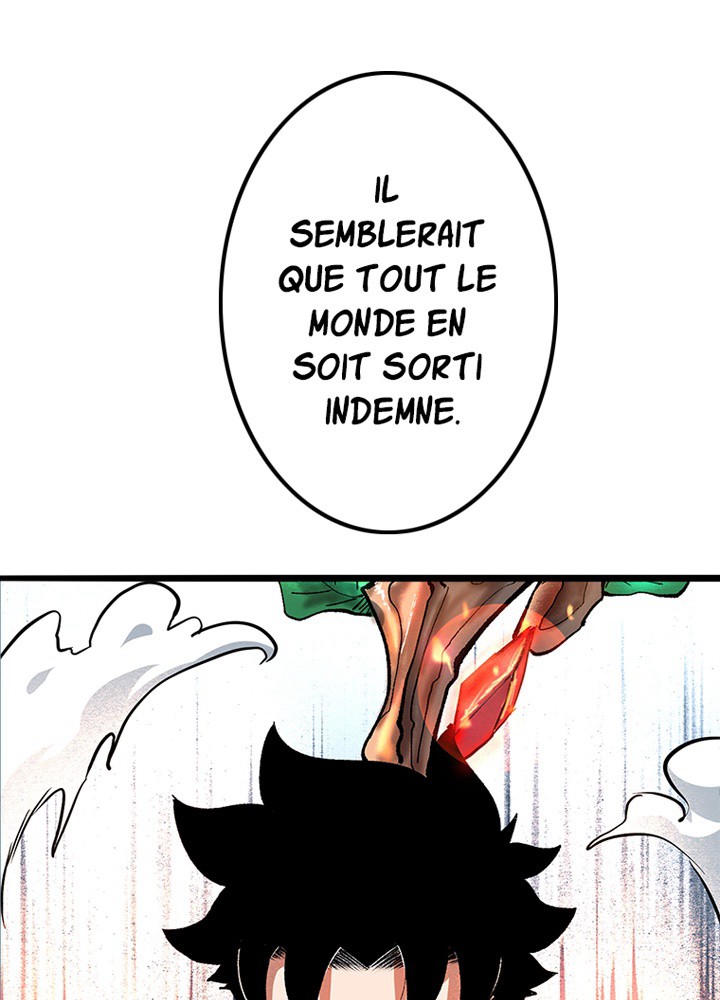 IL
SEMBLERAIT
QUE TOUT LE
MONDE EN
SOIT SORTI
INDEMNE.